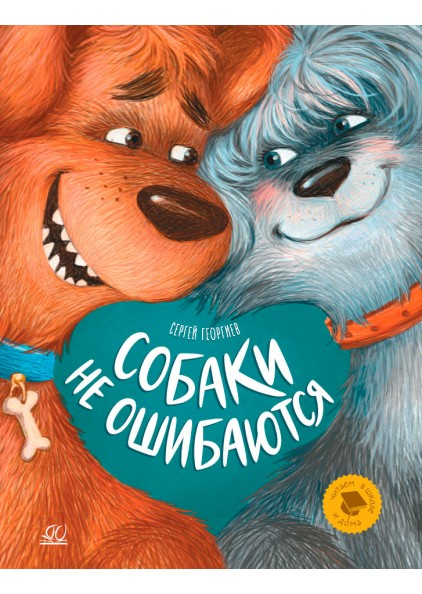 СЕРГЕЙ ГЕОРГИЕВ
СОБАКИ
НЕ ОШИБАЮТСЯ
ЧИТАЕМ В ШКОЛЕ
И ДОМА